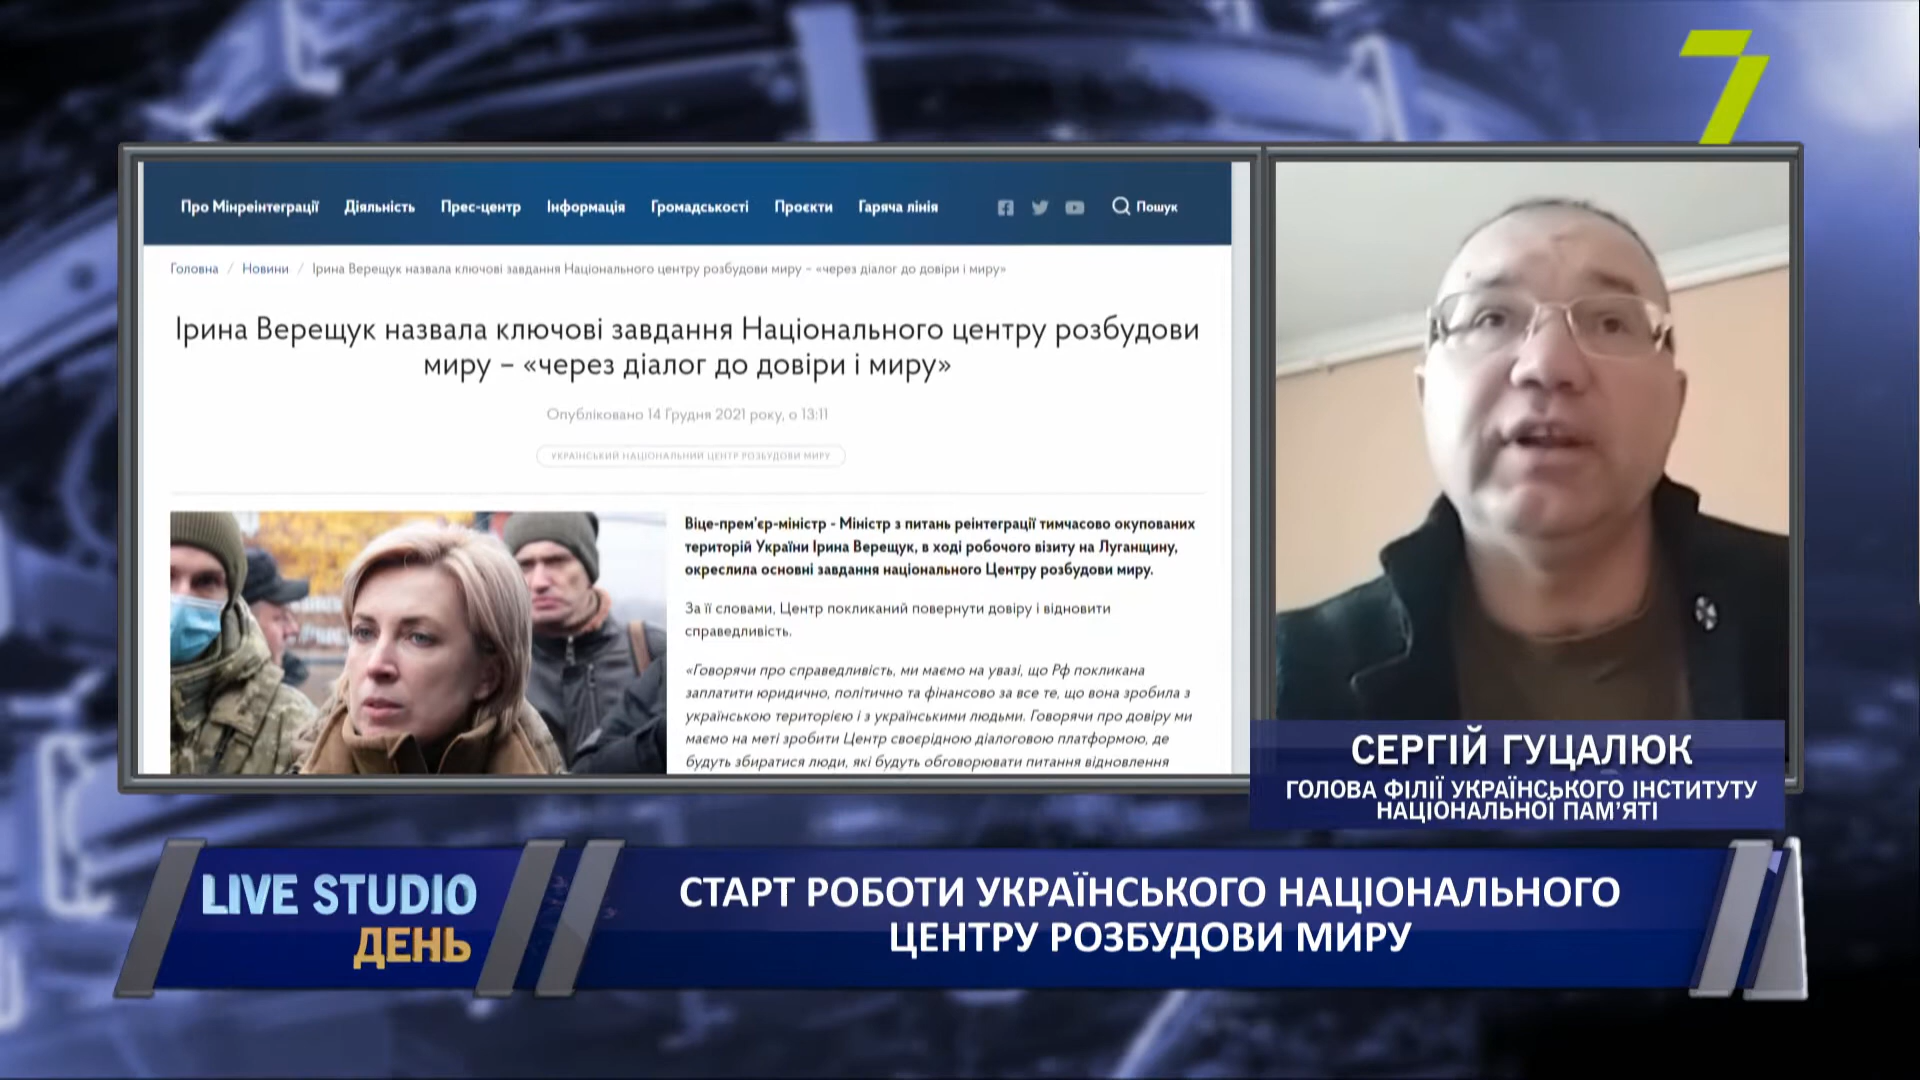 7
Про Мінреінтеграції Діяльність Прес-центр Інформація Громадськості Проєкти Гаряча лінія Пошук
Головна / Новини / Ірина Верещук назвала ключові завдання Національного центру розбудови миру – «через діалог до довіри і миру»
Ірина Верещук назвала ключові завдання Національного центру розбудови
миру – «через діалог до довіри і миру»
Опубліковано 14 Грудня 2021 року, о 13:11
УКРАЇНСЬКИЙ НАЦІОНАЛЬНИЙ ЦЕНТР РОЗБУДОВИ МИРУ
Віце-прем'єр-міністр - Міністр з питань реінтеграції тимчасово окупованих
територій України Ірина Верещук, в ході робочого візиту на Луганщину,
окреслила основні завдання національного Центру розбудови миру.
За її словами, Центр покликаний повернути довіру і відновити
справедливість.
«Говорячи про справедливість, ми маємо на увазі, що Рф покликана
заплатити юридично, політично та фінансово за все те, що вона зробила з
українською територією і з українськими людьми. Говорячи про довіру ми
маємо на меті зробити Центр своєрідною діалоговою платформою, де
будуть збиратися люди, які будуть обговорювати питання відновлення
СЕРГІЙ ГУЦАЛЮК
ГОЛОВА ФІЛІЇ УКРАЇНСЬКОГО ІНСТИТУТУ
НАЦІОНАЛЬНОЇ ПАМ'ЯТІ
LIVE STUDIO
ДЕНЬ
СТАРТ РОБОТИ УКРАЇНСЬКОГО НАЦІОНАЛЬНОГО
ЦЕНТРУ РОЗБУДОВИ МИРУ